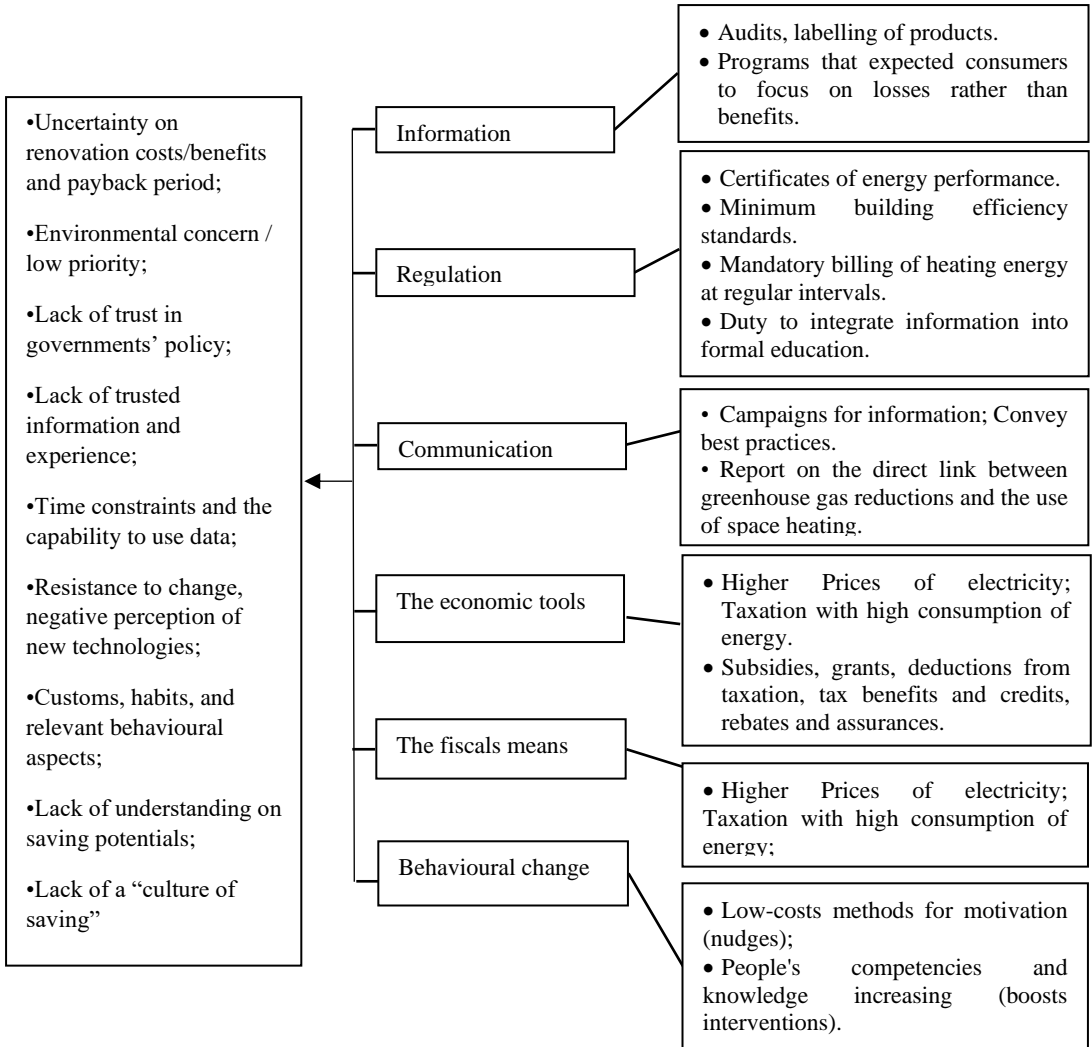 •Uncertainty on
renovation costs/benefits
and payback period;
•Environmental concern /
low priority;
•Lack of trust in
governments’ policy;
•Lack of trusted
information and
experience;
•Time constraints and the
capability to use data;
•Resistance to change,
negative perception of
new technologies;
•Customs, habits, and
relevant behavioural
aspects;
•Lack of understanding on
saving potentials;
•Lack of a “culture of
saving”
Information
• Audits, labelling of products.
• Programs that expected consumers
to focus on losses rather than
benefits.
Regulation
• Certificates of energy performance.
• Minimum building efficiency
standards.
• Mandatory billing of heating energy
at regular intervals.
• Duty to integrate information into
formal education.
Communication
• Campaigns for information; Convey
best practices.
• Report on the direct link between
greenhouse gas reductions and the use
of space heating.
The economic tools
• Higher Prices of electricity;
Taxation with high consumption of
energy.
• Subsidies, grants, deductions from
taxation, tax benefits and credits,
rebates and assurances.
The fiscals means
• Higher Prices of electricity;
Taxation with high consumption of
energy;
Behavioural change
• Low-costs methods for motivation
(nudges);
• People's competencies and
knowledge increasing (boosts
interventions).